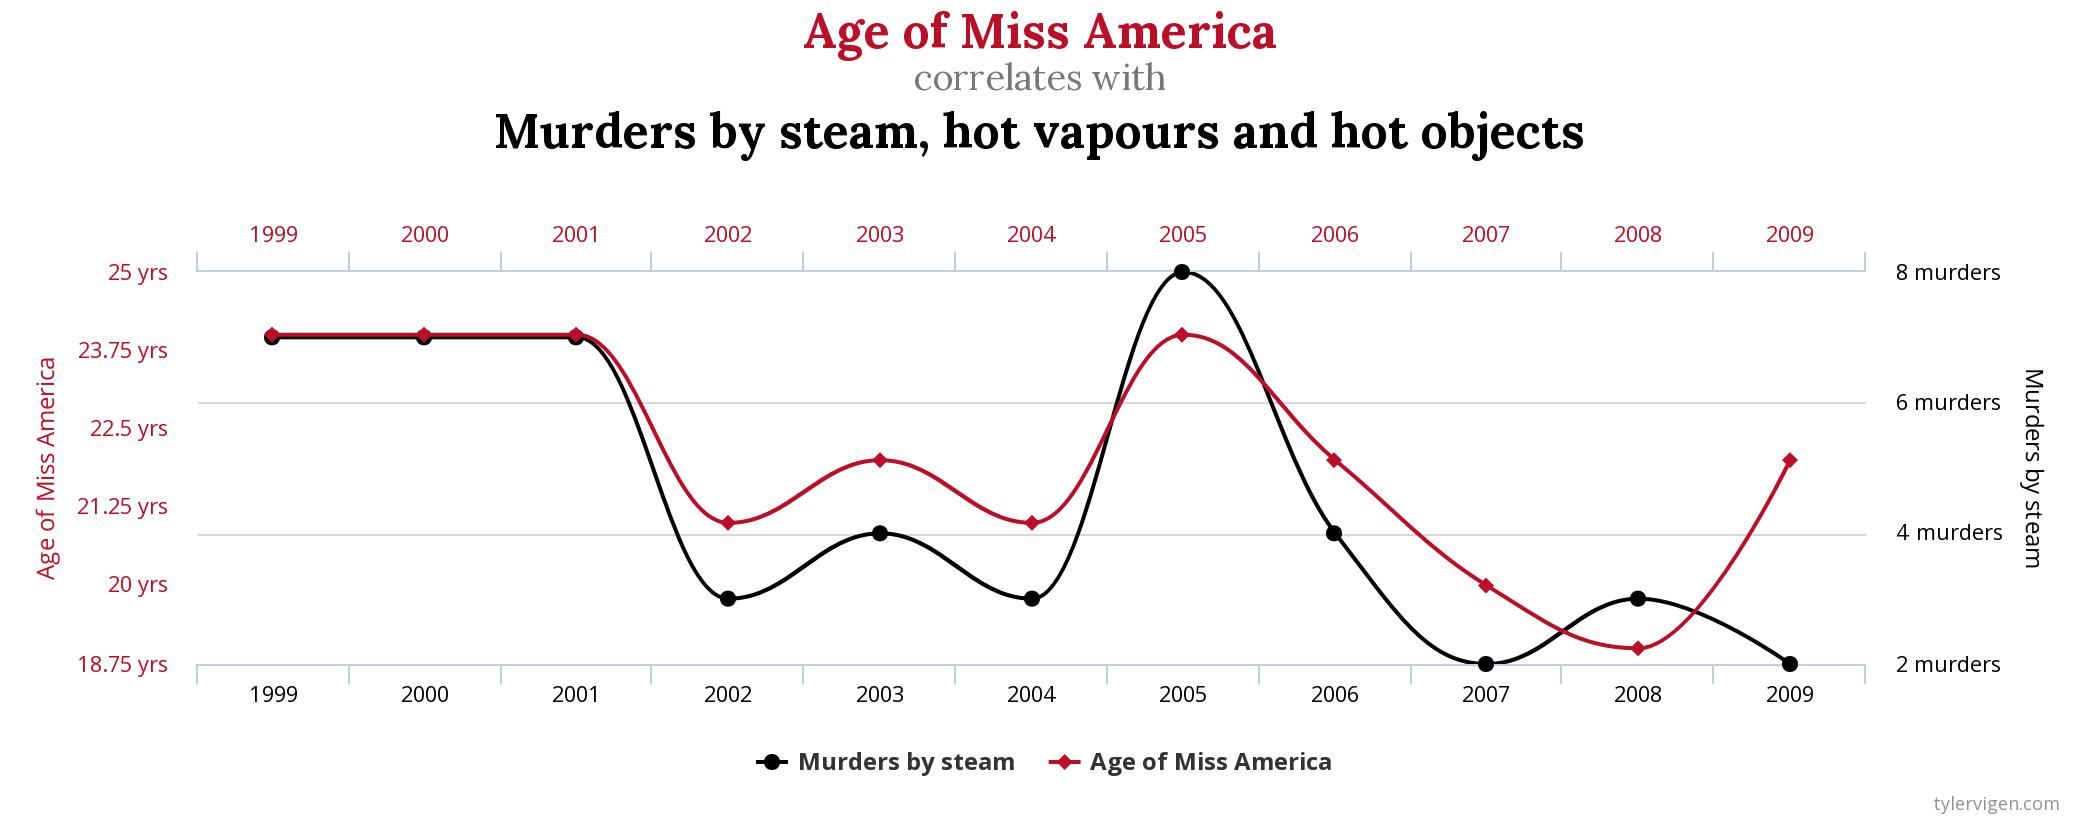 Age of Miss America
correlates with
Murders by steam, hot vapours and hot objects
1999 2000 2001 2002 2003 2004 2005 2006 2007 2008 2009
25 yrs
23.75 yrs
22.5 yrs
21.25 yrs
20 yrs
18.75 yrs
Age of Miss America
8 murders
6 murders
4 murders
2 murders
Murders by steam
1999 2000 2001 2002 2003 2004 2005 2006 2007 2008 2009
Murders by steam Age of Miss America
tylervigen.com